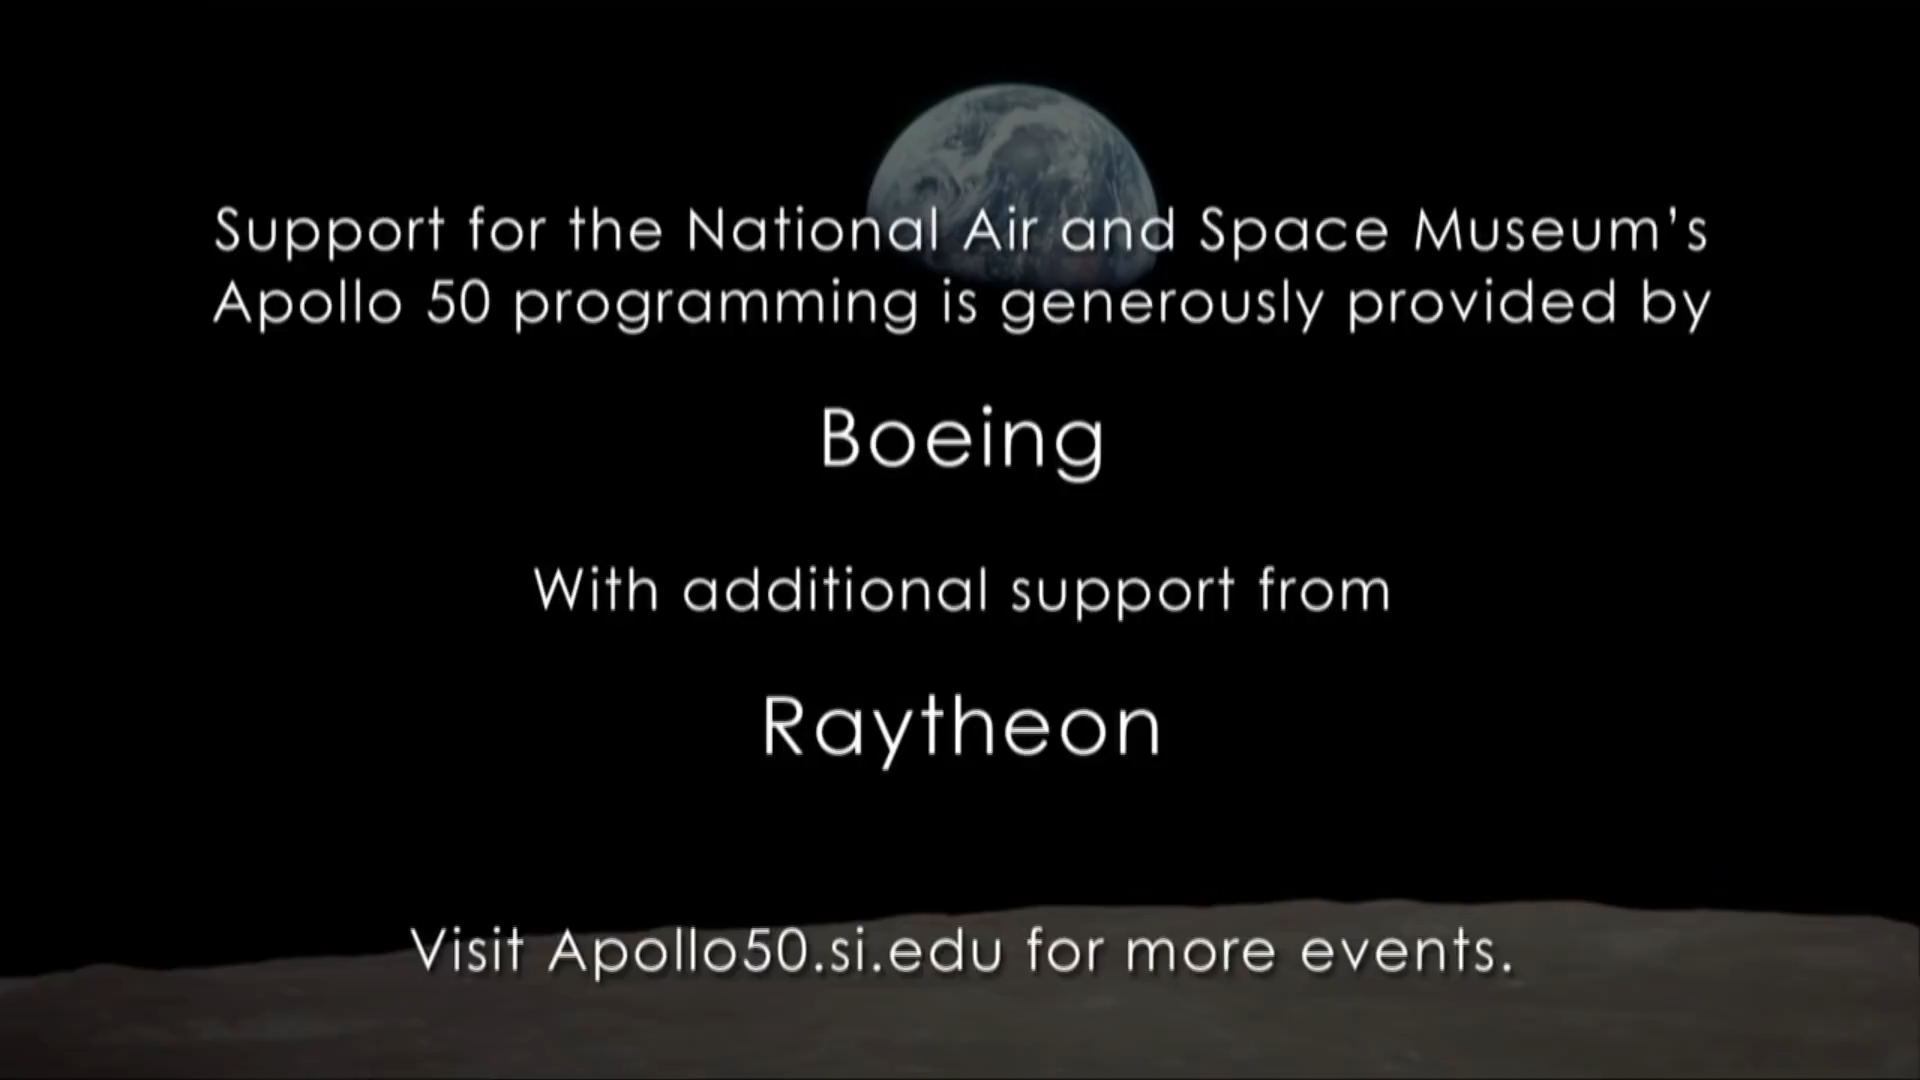 Support for the National Air and Space Museum’s
Apollo 50 programming is generously provided by
Boeing
With additional support from
Raytheon
Visit Apollo50.si.edu for more events.